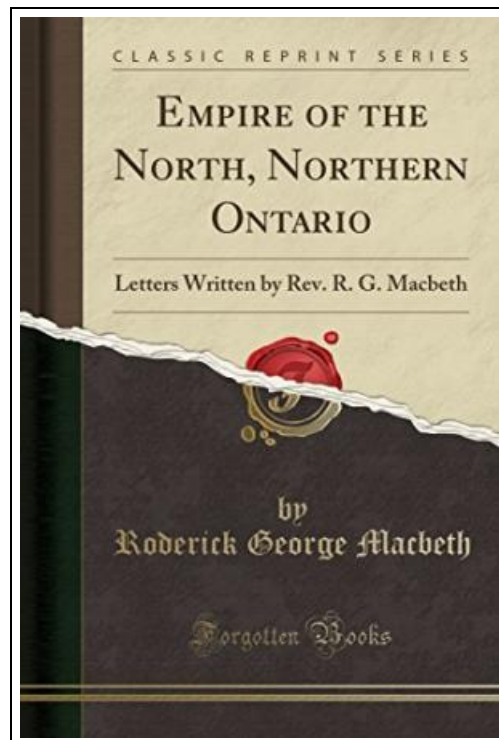 CLASSIC REPRINT SERIES
EMPIRE OF THE
NORTH, NORTHERN
ONTARIO
Letters Written by Rev. R. G. Macbeth
by
Roderick George Macbeth
Forgotten Books